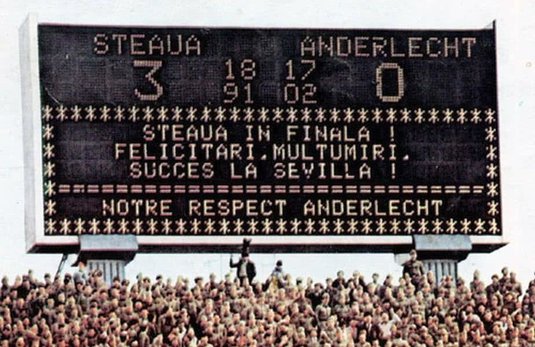 STEAUA ANDERLECHT
3 18 17 0
91 02
*************************************
STEAUA IN FINALA !
FELICITARI.MULTUMIRI.
SUCCES LA SEVILLA !
NOTRE RESPECT ANDERLECHT